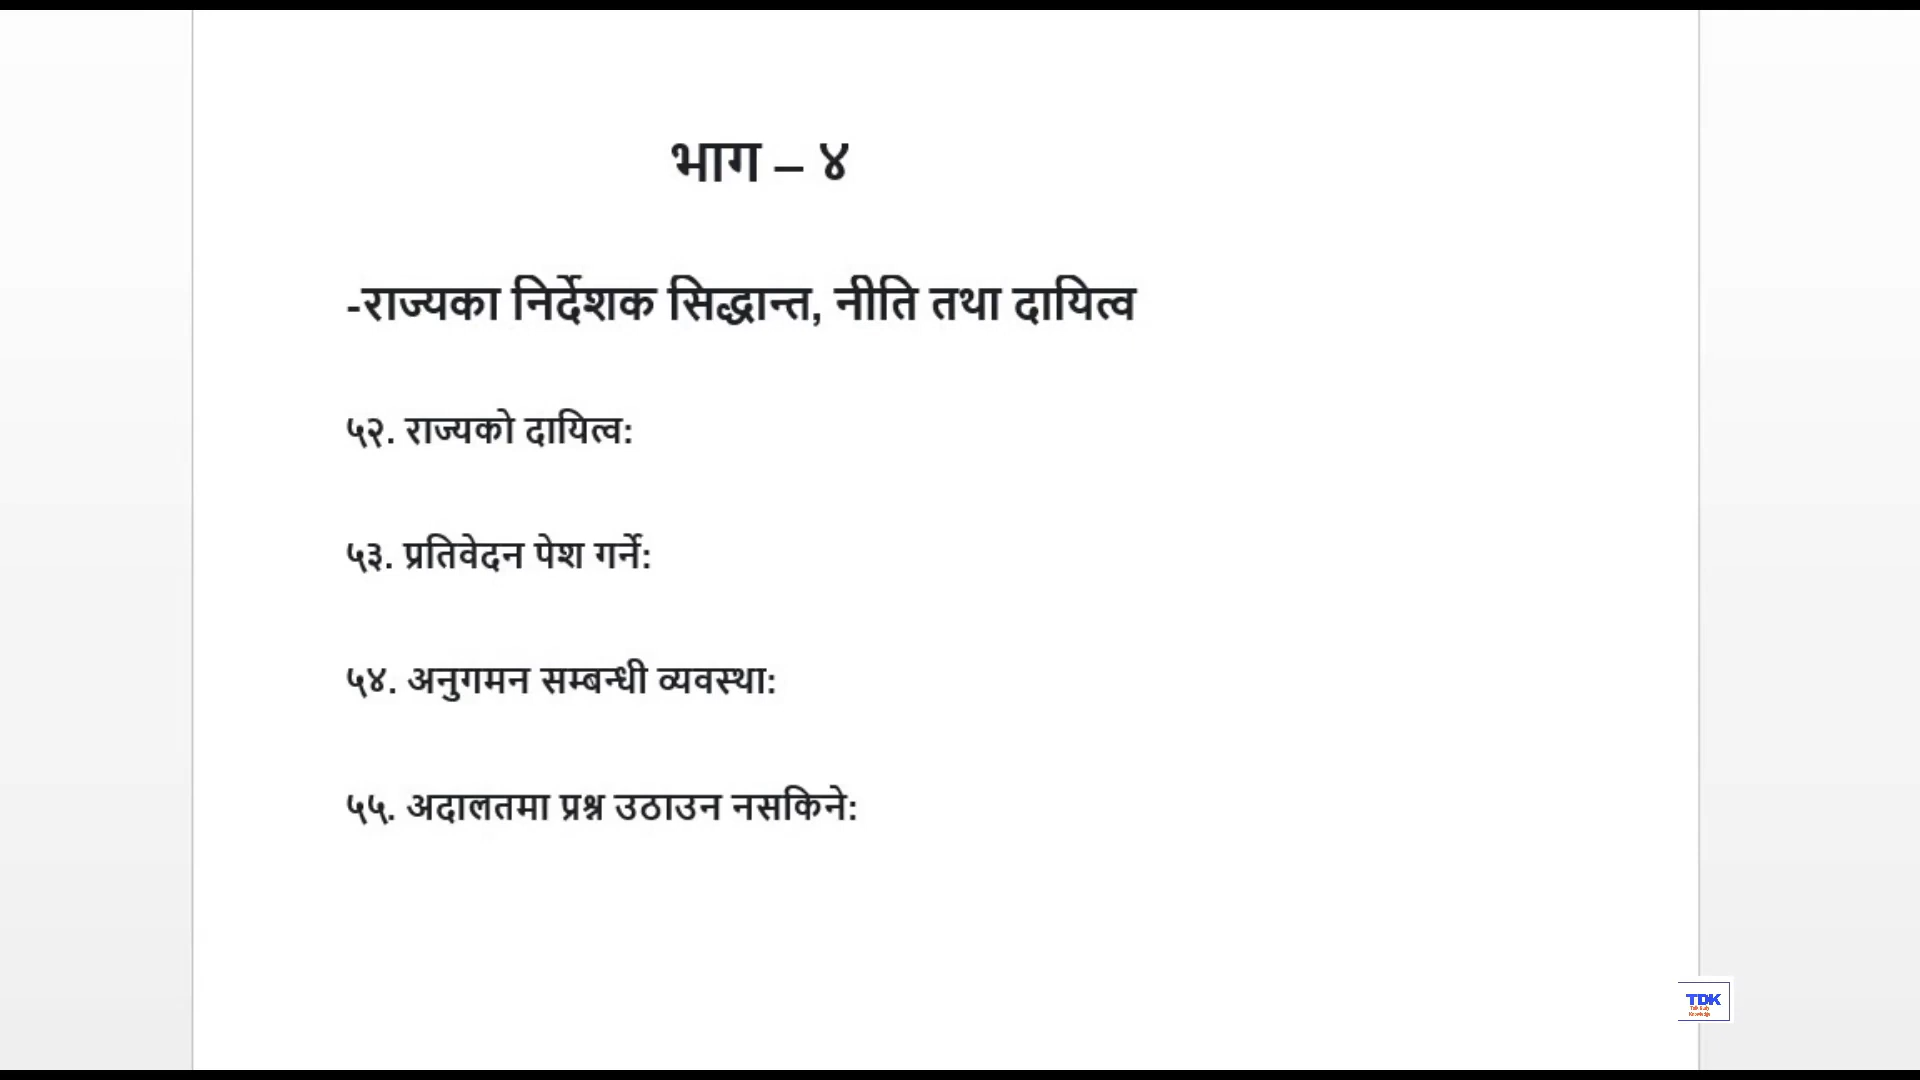 भाग – ४
-राज्यका निर्देशक सिद्धान्त, नीति तथा दायित्व
५२. राज्यको दायित्व:
५३. प्रतिवेदन पेश गर्ने:
५४. अनुगमन सम्बन्धी व्यवस्था:
५५. अदालतमा प्रश्न उठाउन नसकिने:
TDK